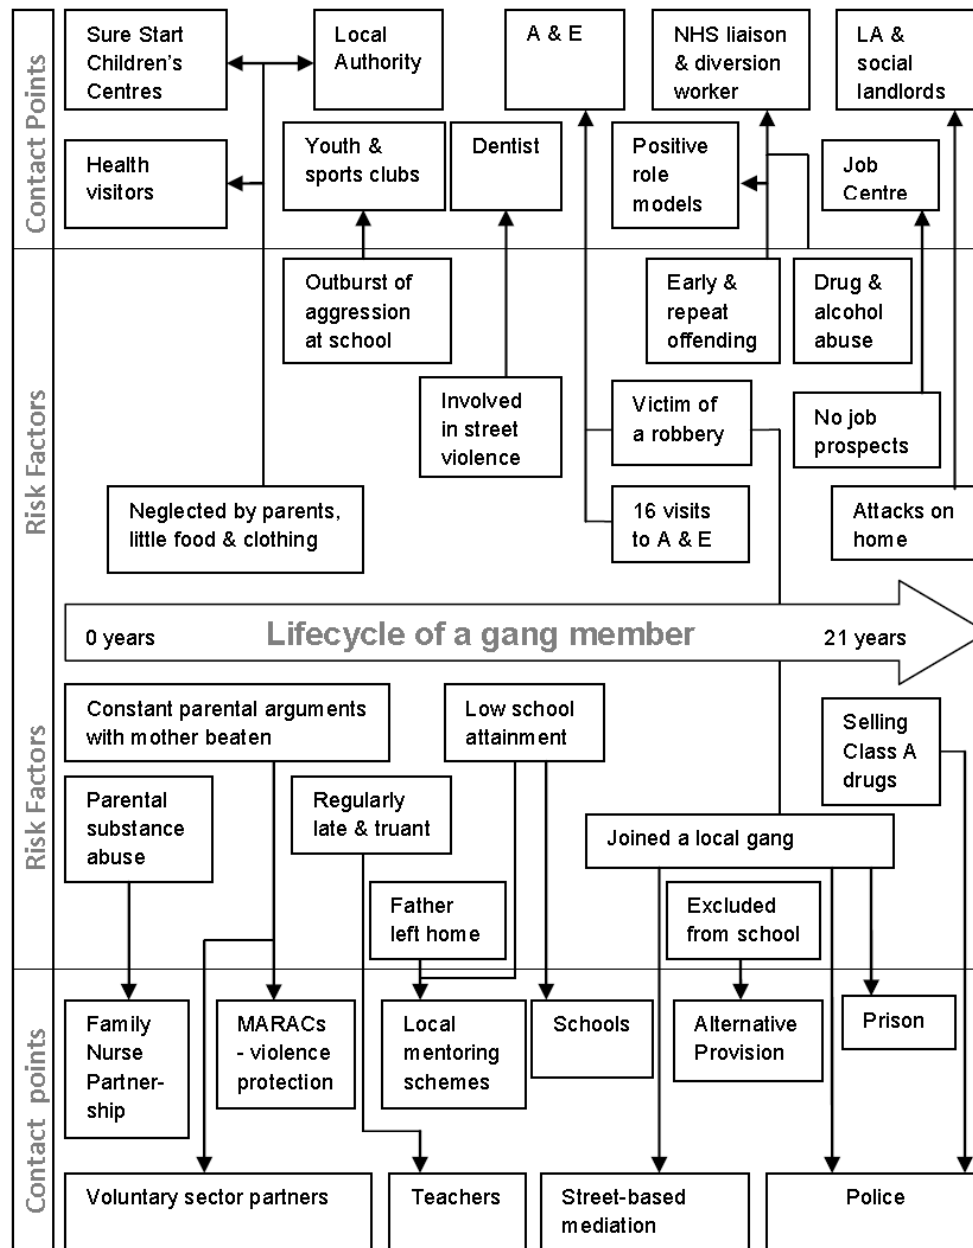 Contact Points
Sure Start
Children's
Centres
Local
Authority
A & E
NHS liaison
& diversion
worker
LA &
social
landlords
Health
visitors
Youth &
sports clubs
Dentist
Positive
role
models
Job
Centre
Risk Factors
Outburst of
aggression
at school
Early &
repeat
offending
Drug &
alcohol
abuse
Involved
in street
violence
Victim of
a robbery
No job
prospects
Neglected by parents,
little food & clothing
16 visits
to A & E
Attacks on
home
0 years
Lifecycle of a gang member
21 years
Risk Factors
Constant parental arguments
with mother beaten
Low school
attainment
Selling
Class A
drugs
Parental
substance
abuse
Regularly
late & truant
Joined a local gang
Father
left home
Excluded
from school
Contact points
Family
Nurse
Partner-
ship
MARACs
- violence
protection
Local
mentoring
schemes
Schools
Alternative
Provision
Prison
Voluntary sector partners
Teachers
Street-based
mediation
Police